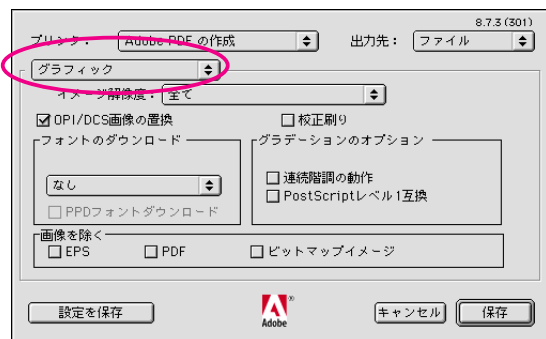 8.7.3 (301)
プリンタ： Adobe PDF の作成 出力先： ファイル
グラフィック
イメージ解像度： 全て
OPI/DCS画像の置換 校正刷り
フォントのダウンロード グラデーションのオプション
連続階調の動作
なし PostScriptレベル1互換
PPDフォントダウンロード
画像を除く
EPS PDF ビットマップイメージ
設定を保存 Adobe キャンセル 保存